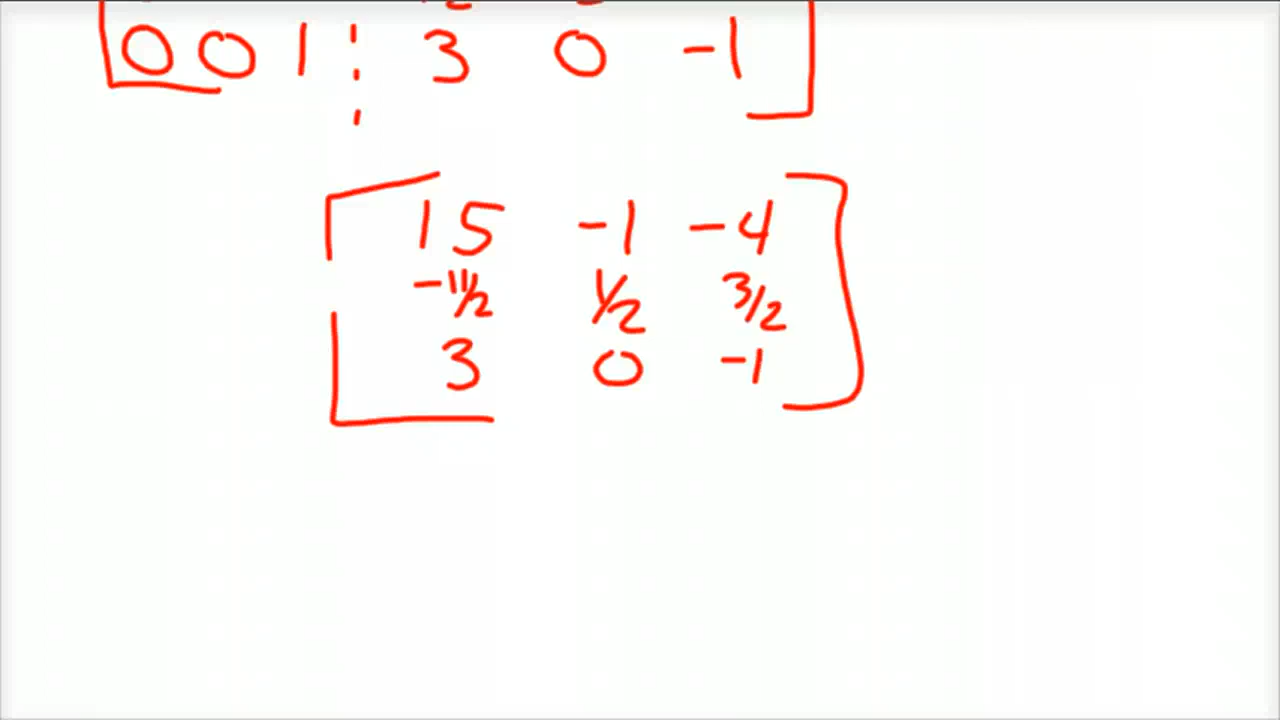 0 0 1 ⋮ 3 0 -1
15 -1 -4
-11/2 1/2 3/2
3 0 -1